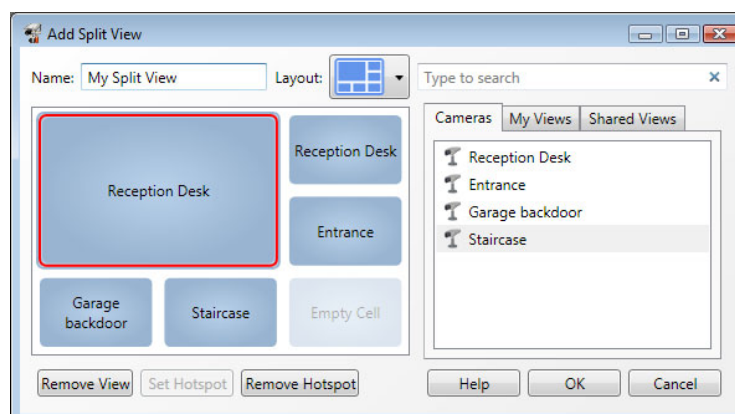 Add Split View
Name: My Split View Layout: Type to search
Cameras My Views Shared Views
Reception Desk
Reception Desk
Entrance
Garage
backdoor
Staircase
Empty Cell
Reception Desk
Entrance
Garage backdoor
Staircase
Remove View Set Hotspot Remove Hotspot Help OK Cancel